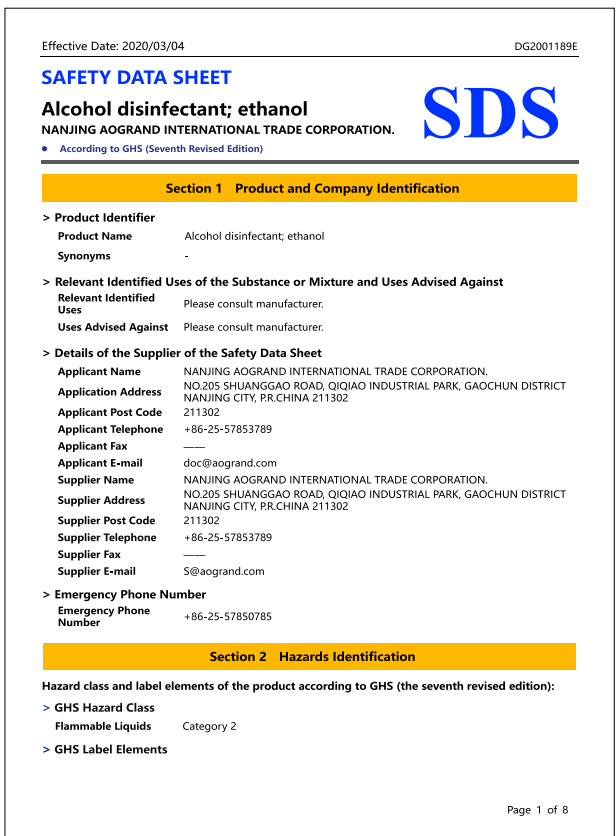 Effective Date: 2020/03/04
DG2001189E
SAFETY DATA SHEET
Alcohol disinfectant; ethanol
NANJING AOGRAND INTERNATIONAL TRADE CORPORATION.
• According to GHS (Seventh Revised Edition)
SDS
Section 1 Product and Company Identification
> Product Identifier
Product Name Alcohol disinfectant; ethanol
Synonyms -
> Relevant Identified Uses of the Substance or Mixture and Uses Advised Against
Relevant Identified
Uses
Please consult manufacturer.
Uses Advised Against Please consult manufacturer.
> Details of the Supplier of the Safety Data Sheet
Applicant Name NANJING AOGRAND INTERNATIONAL TRADE CORPORATION.
Application Address NO.205 SHUANGGAO ROAD, QIQIAO INDUSTRIAL PARK, GAOCHUN DISTRICT
NANJING CITY, P.R.CHINA 211302
Applicant Post Code 211302
Applicant Telephone +86-25-57853789
Applicant Fax ——
Applicant E-mail doc@aogrand.com
Supplier Name NANJING AOGRAND INTERNATIONAL TRADE CORPORATION.
Supplier Address NO.205 SHUANGGAO ROAD, QIQIAO INDUSTRIAL PARK, GAOCHUN DISTRICT
NANJING CITY, P.R.CHINA 211302
Supplier Post Code 211302
Supplier Telephone +86-25-57853789
Supplier Fax ——
Supplier E-mail S@aogrand.com
> Emergency Phone Number
Emergency Phone
Number
+86-25-57850785
Section 2 Hazards Identification
Hazard class and label elements of the product according to GHS (the seventh revised edition):
> GHS Hazard Class
Flammable Liquids Category 2
> GHS Label Elements
Page 1 of 8